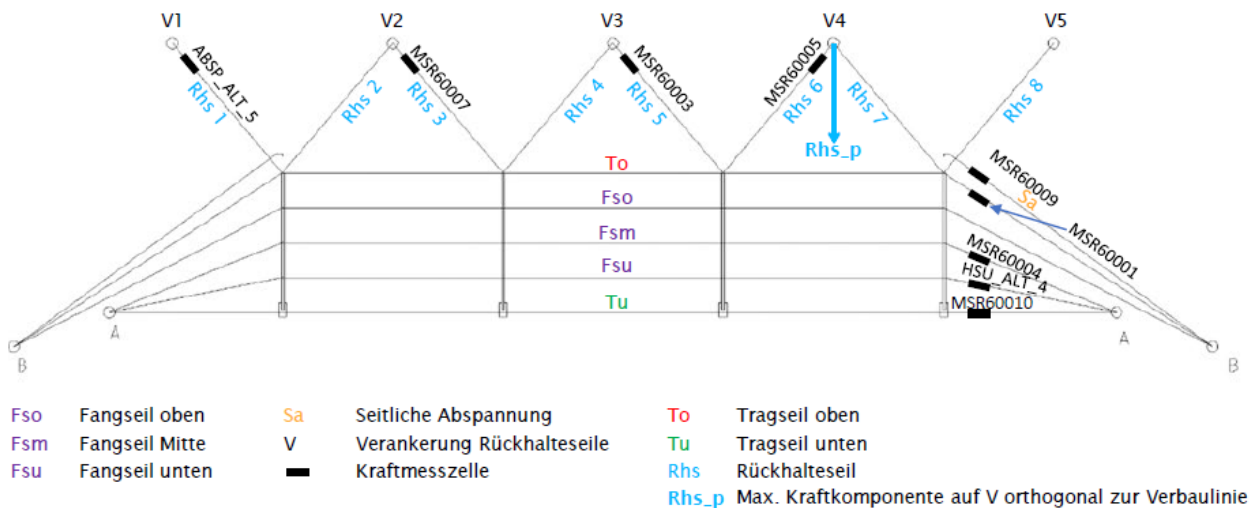 V1 V2 V3 V4 V5
ABSP_ALT_5
Rhs 1
Rhs 2
MSR60007
Rhs 3
Rhs 4
MSR60003
Rhs 5
MSR60005
Rhs 6
Rhs 7
Rhs_p
Rhs 8
To
Fso
Fsm
Fsu
Tu
MSR60009
Sa
MSR60001
MSR60004
HSU_ALT_4
MSR60010
A
B
A
B
Fso Fangseil oben Sa Seitliche Abspannung To Tragseil oben
Fsm Fangseil Mitte V Verankerung Rückhalteseile Tu Tragseil unten
Fsu Fangseil unten Kraftmesszelle Rhs Rückhalteseil
Rhs_p Max. Kraftkomponente auf V orthogonal zur Verbaulinie